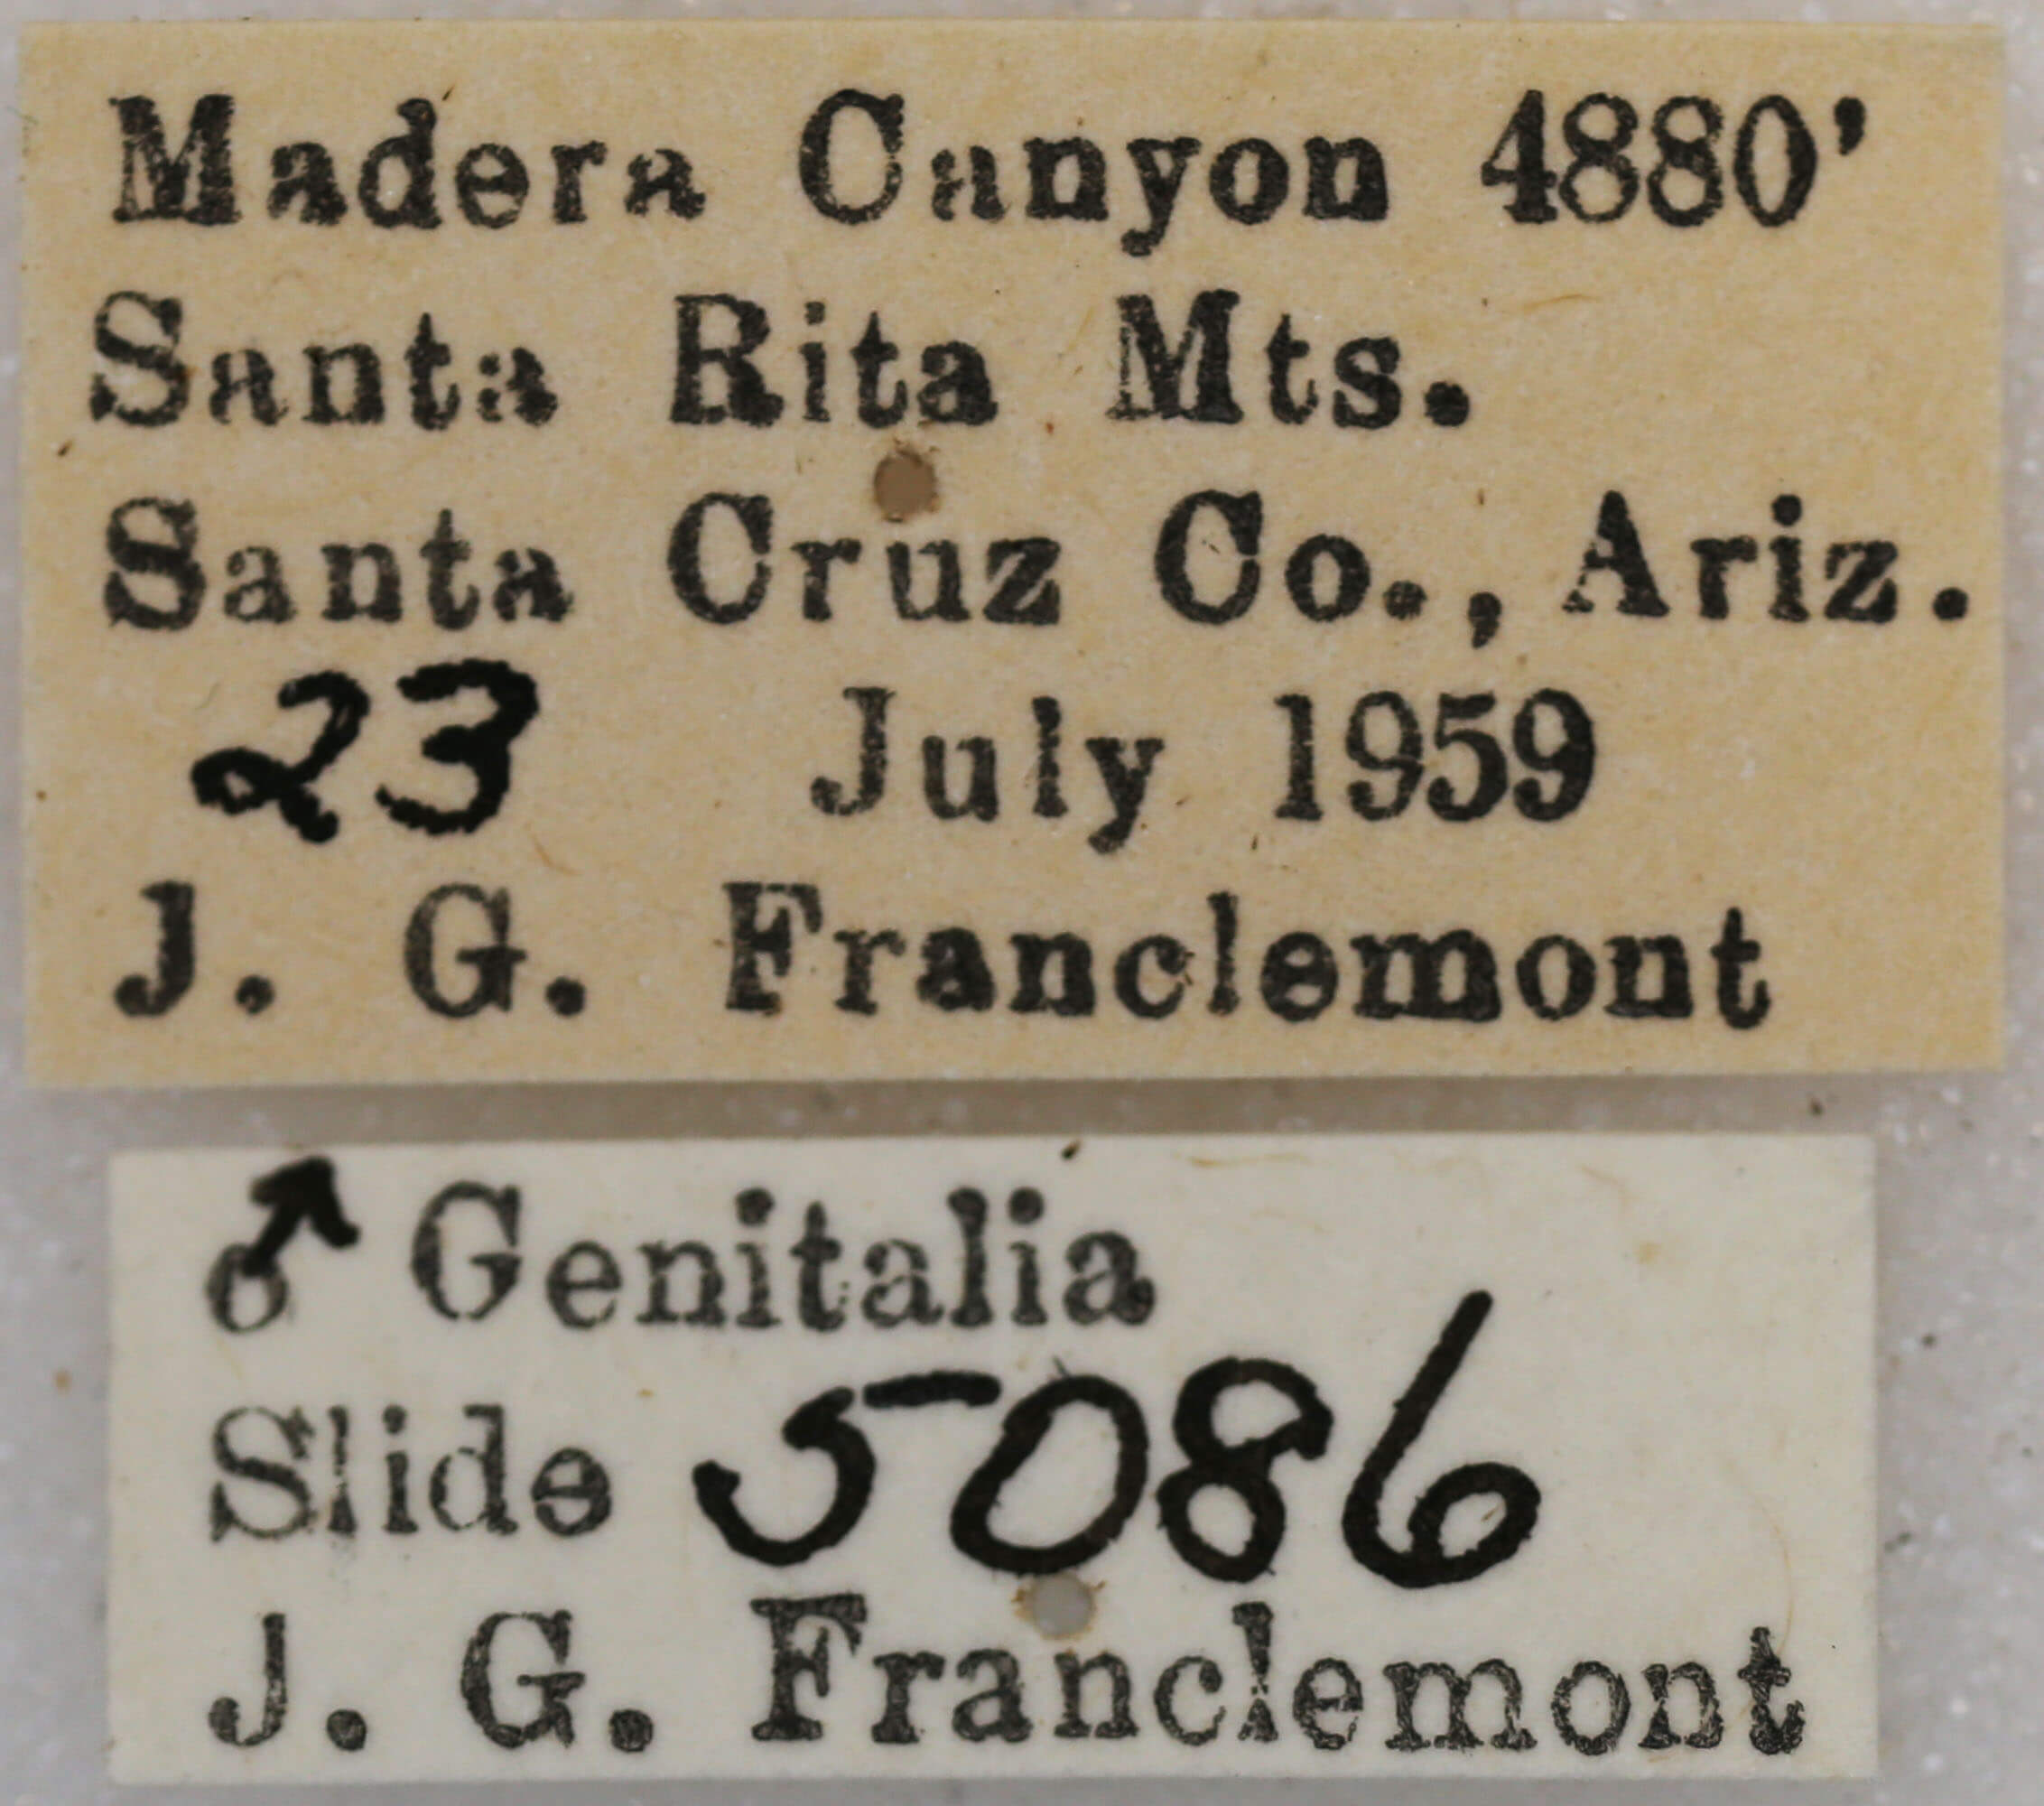 Madera Canyon 4880'
Santa Rita Mts.
Santa Cruz Co., Ariz.
23 July 1959
J. G. Franclemont
♂ Genitalia
Slide 5086
J. G. Franclemont